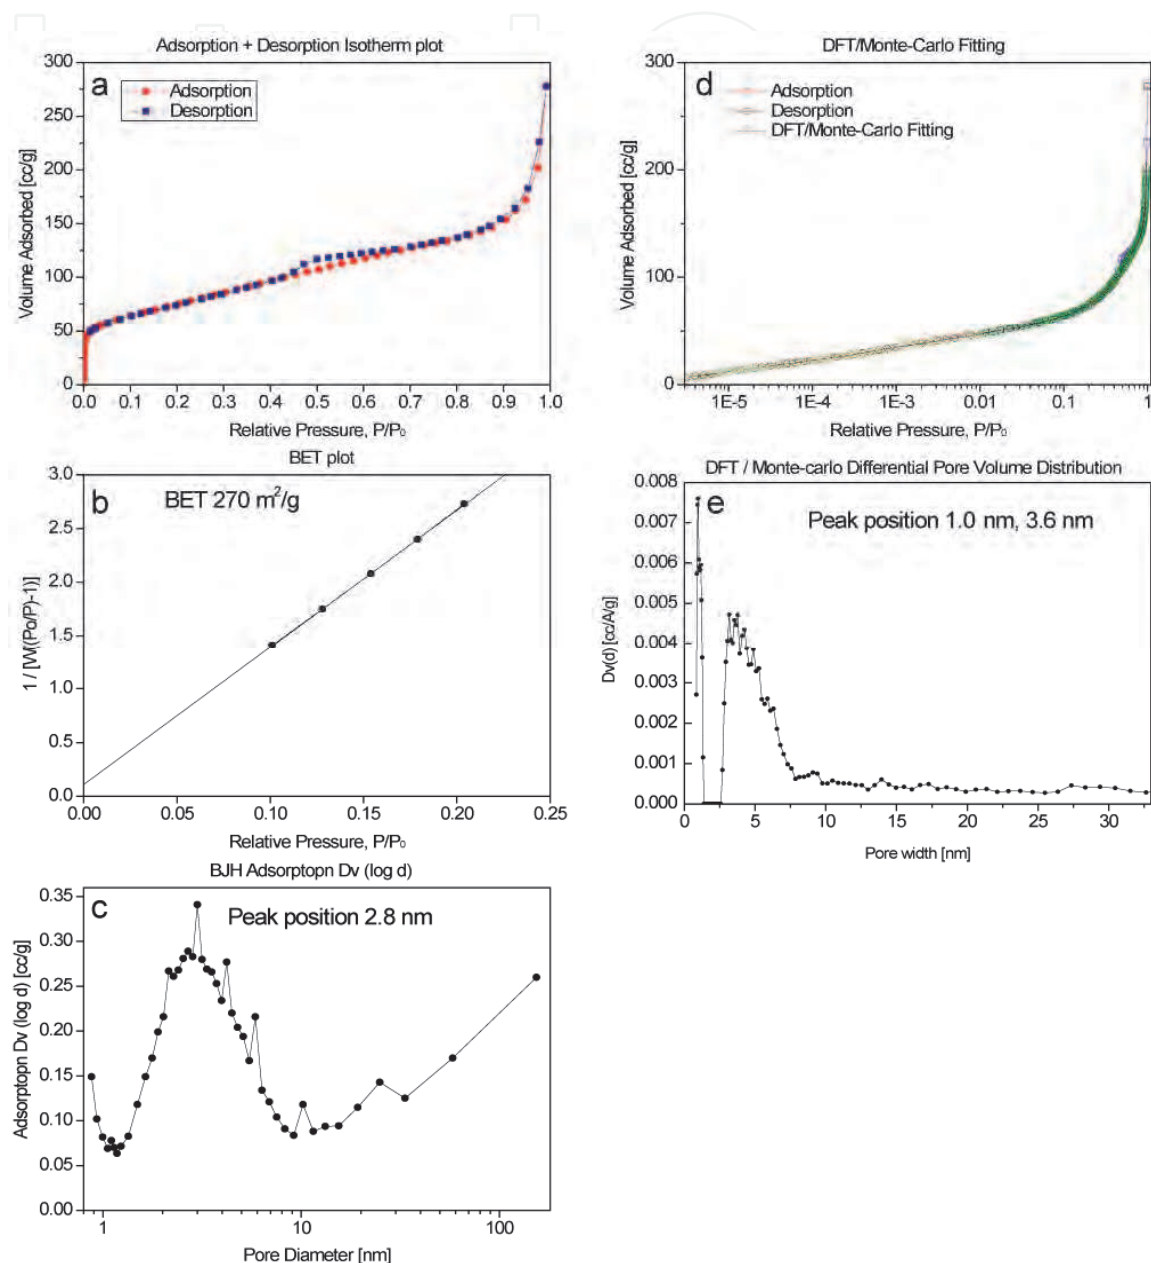 Adsorption + Desorption Isotherm plot
a
Adsorption
Desorption
300
250
200
150
100
50
0
Volume Adsorbed [cc/g]
0.0 0.1 0.2 0.3 0.4 0.5 0.6 0.7 0.8 0.9 1.0
Relative Pressure, P/P₀
DFT/Monte-Carlo Fitting
d
Adsorption
Desorption
DFT/Monte-Carlo Fitting
300
200
100
0
Volume Adsorbed [cc/g]
1E-5 1E-4 1E-3 0.01 0.1 1
Relative Pressure, P/P₀
BET plot
b
BET 270 m²/g
3.0
2.5
2.0
1.5
1.0
0.5
0.0
1 / [W((Po/P)-1)]
0.00 0.05 0.10 0.15 0.20 0.25
Relative Pressure, P/P₀
DFT / Monte-carlo Differential Pore Volume Distribution
e
Peak position 1.0 nm, 3.6 nm
0.008
0.007
0.006
0.005
0.004
0.003
0.002
0.001
0.000
Dv(d) [cc/A/g]
0 5 10 15 20 25 30
Pore width [nm]
BJH Adsorptopn Dv (log d)
c
Peak position 2.8 nm
0.35
0.30
0.25
0.20
0.15
0.10
0.05
0.00
Adsorptopn Dv (log d) [cc/g]
1 10 100
Pore Diameter [nm]